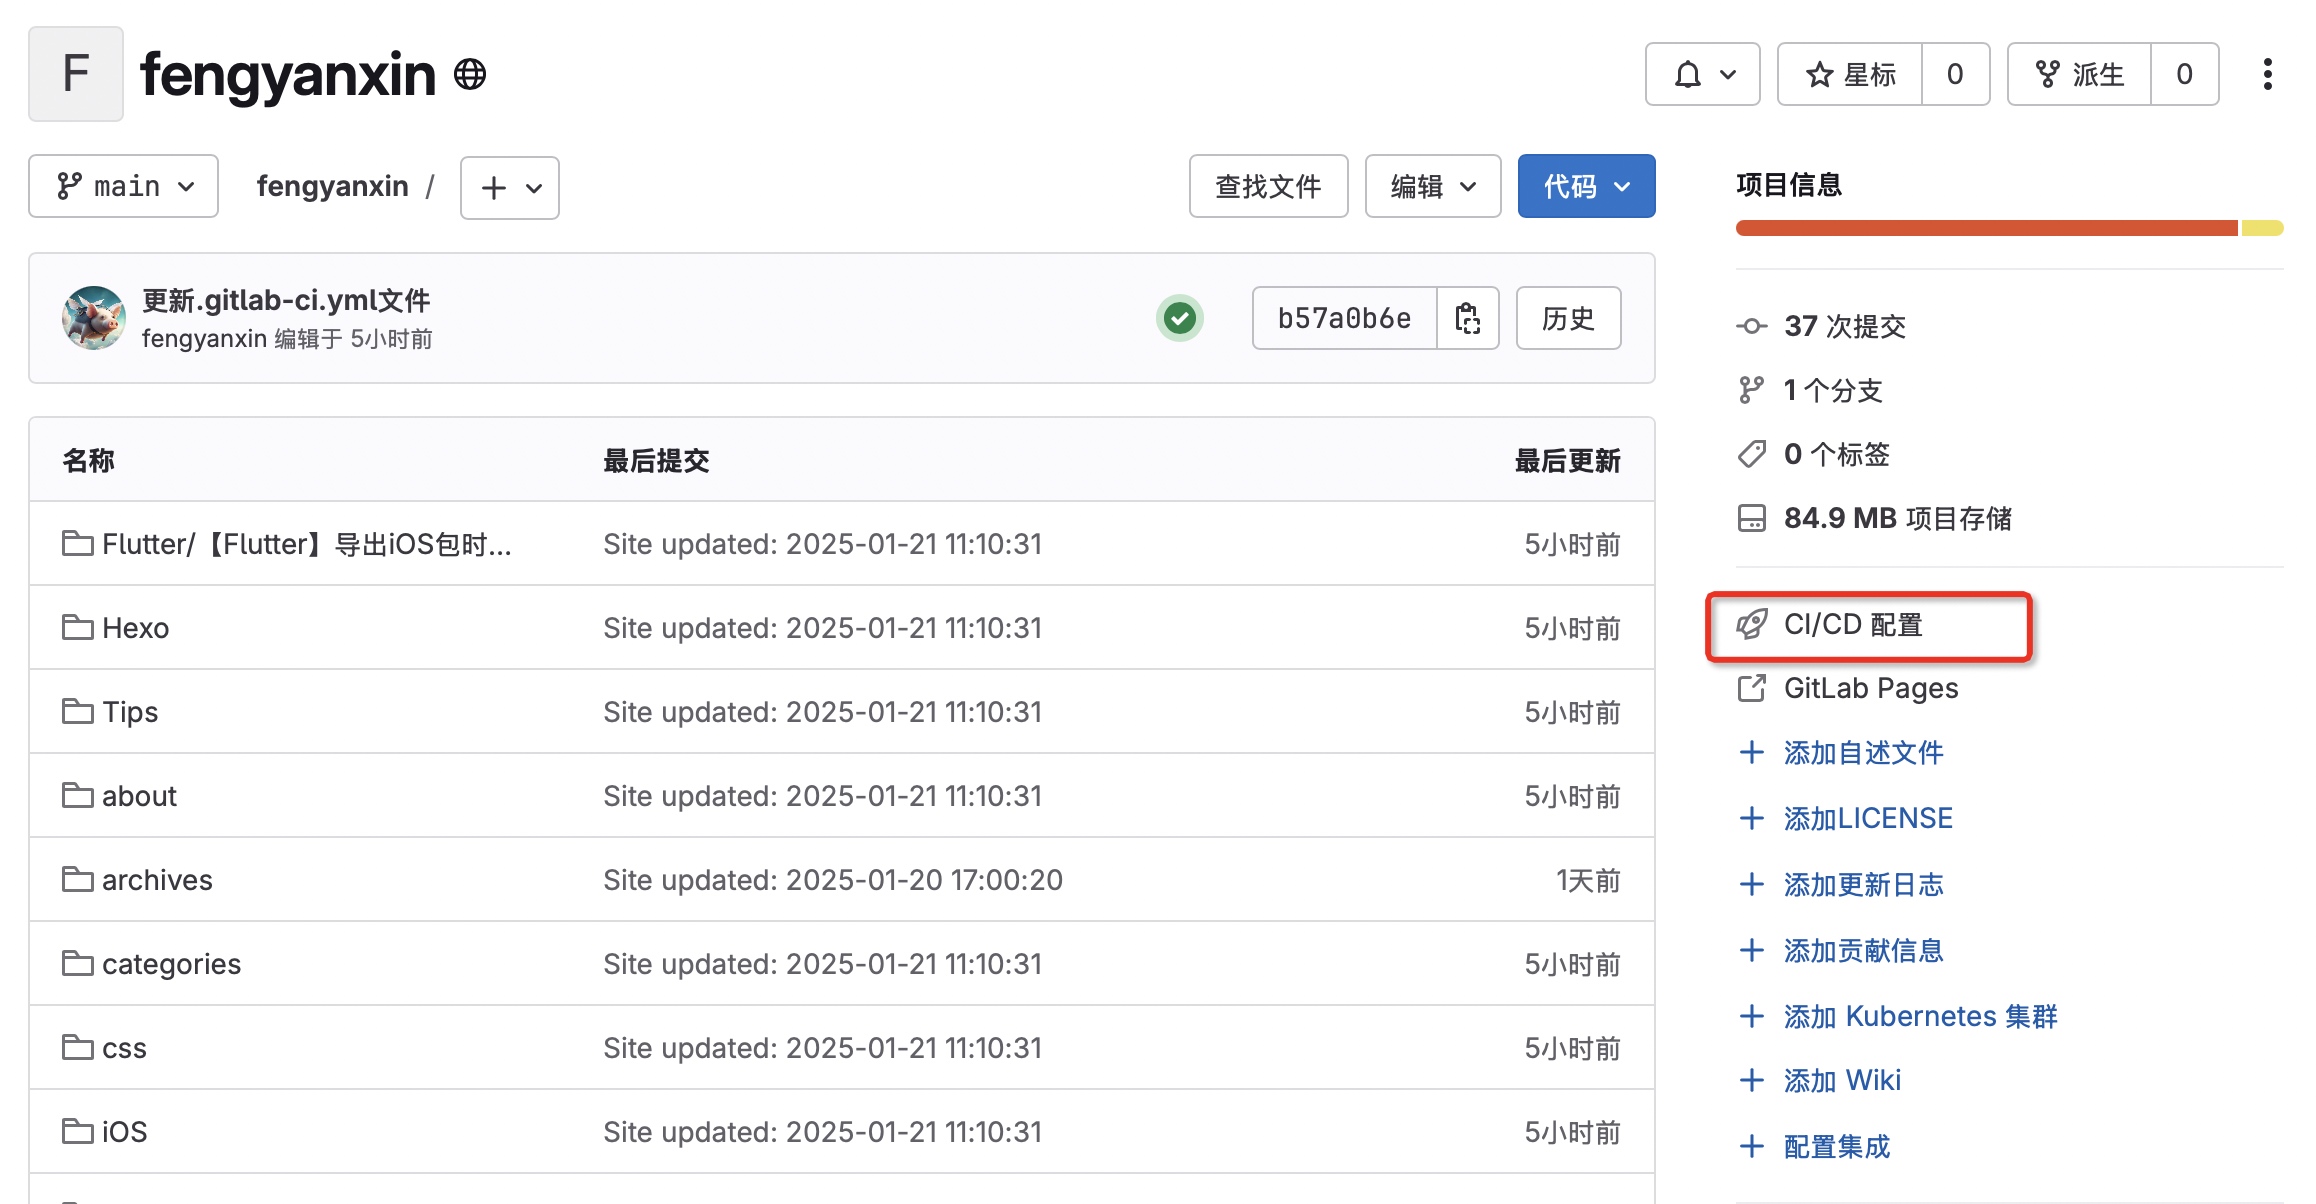 F
fengyanxin
星标 0
派生 0
main
fengyanxin /
查找文件
编辑
代码
更新.gitlab-ci.yml文件
fengyanxin 编辑于 5小时前
b57a0b6e
历史
名称 最后提交 最后更新
Flutter/【Flutter】导出iOS包时... Site updated: 2025-01-21 11:10:31 5小时前
Hexo Site updated: 2025-01-21 11:10:31 5小时前
Tips Site updated: 2025-01-21 11:10:31 5小时前
about Site updated: 2025-01-21 11:10:31 5小时前
archives Site updated: 2025-01-20 17:00:20 1天前
categories Site updated: 2025-01-21 11:10:31 5小时前
css Site updated: 2025-01-21 11:10:31 5小时前
iOS Site updated: 2025-01-21 11:10:31 5小时前
项目信息
37 次提交
1 个分支
0 个标签
84.9 MB 项目存储
CI/CD 配置
GitLab Pages
添加自述文件
添加LICENSE
添加更新日志
添加贡献信息
添加 Kubernetes 集群
添加 Wiki
配置集成